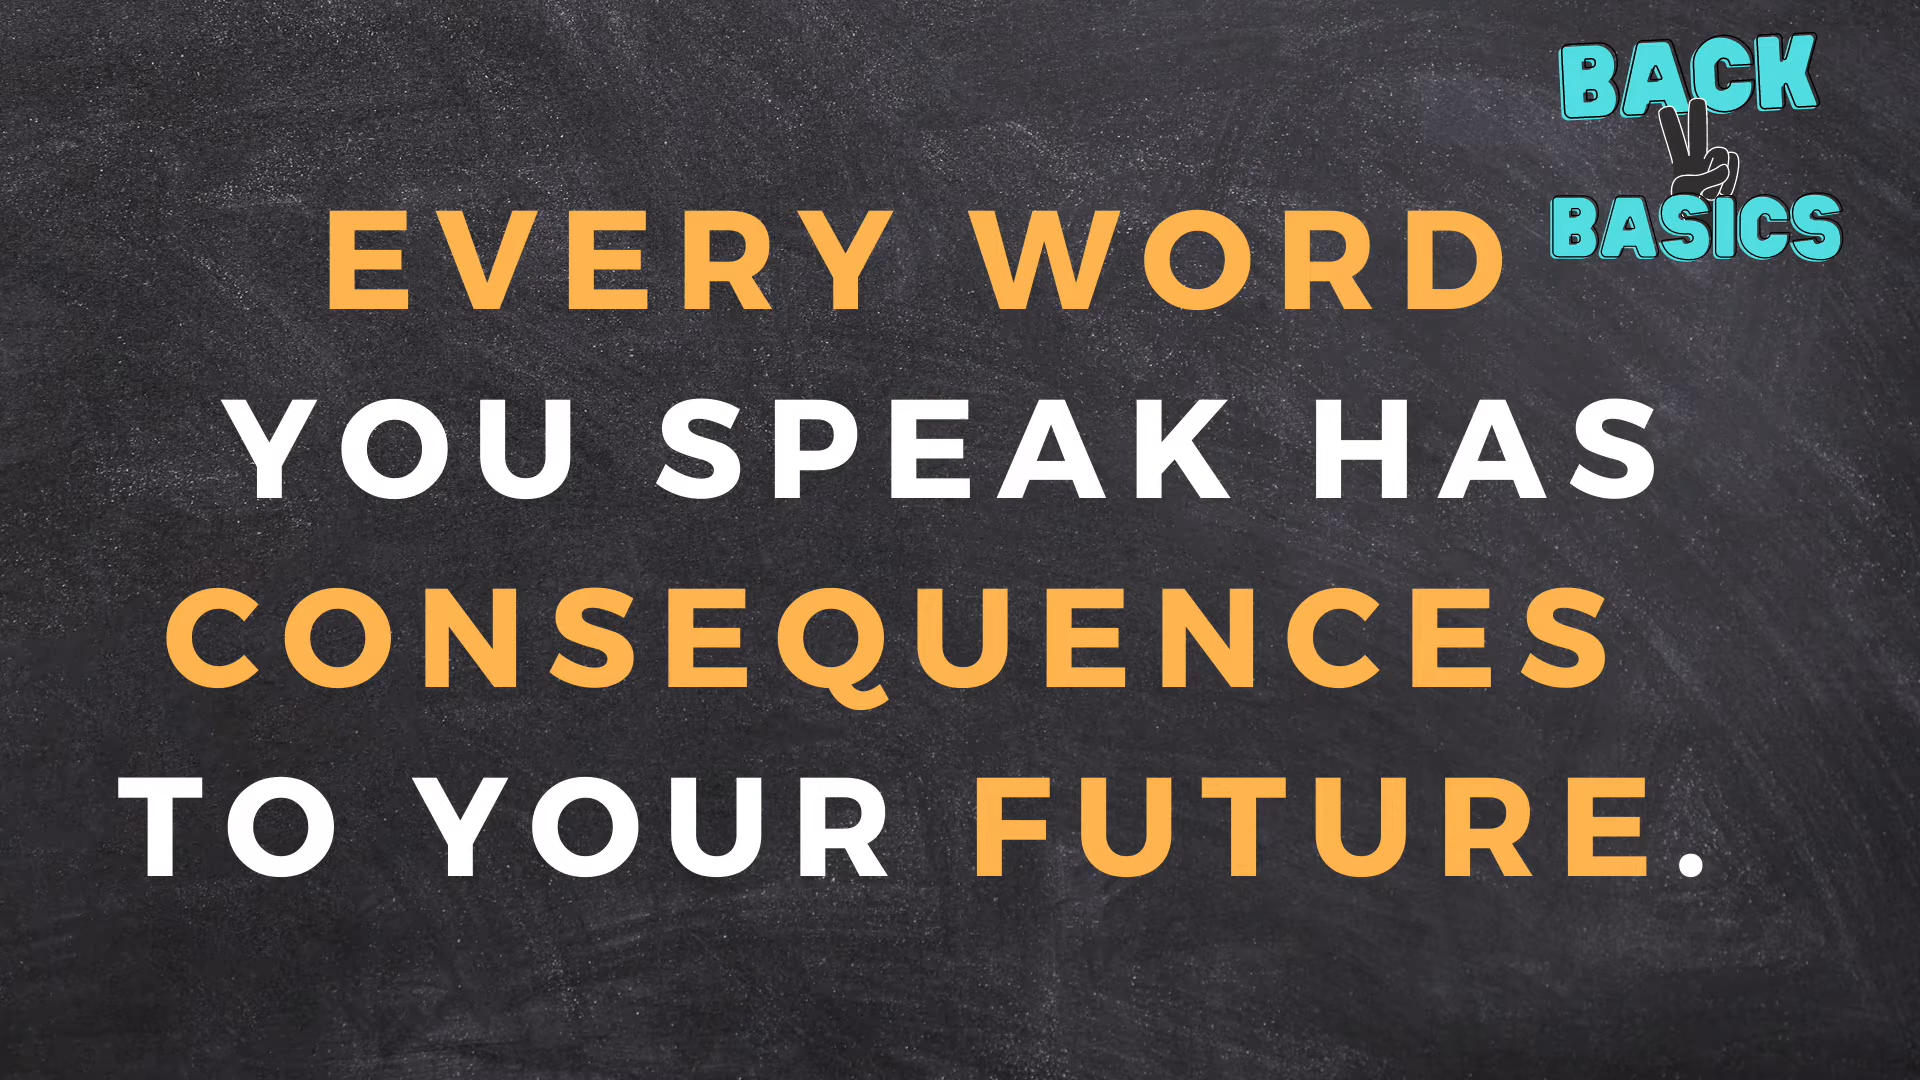 BACK
BASICS
EVERY WORD
YOU SPEAK HAS
CONSEQUENCES
TO YOUR FUTURE.